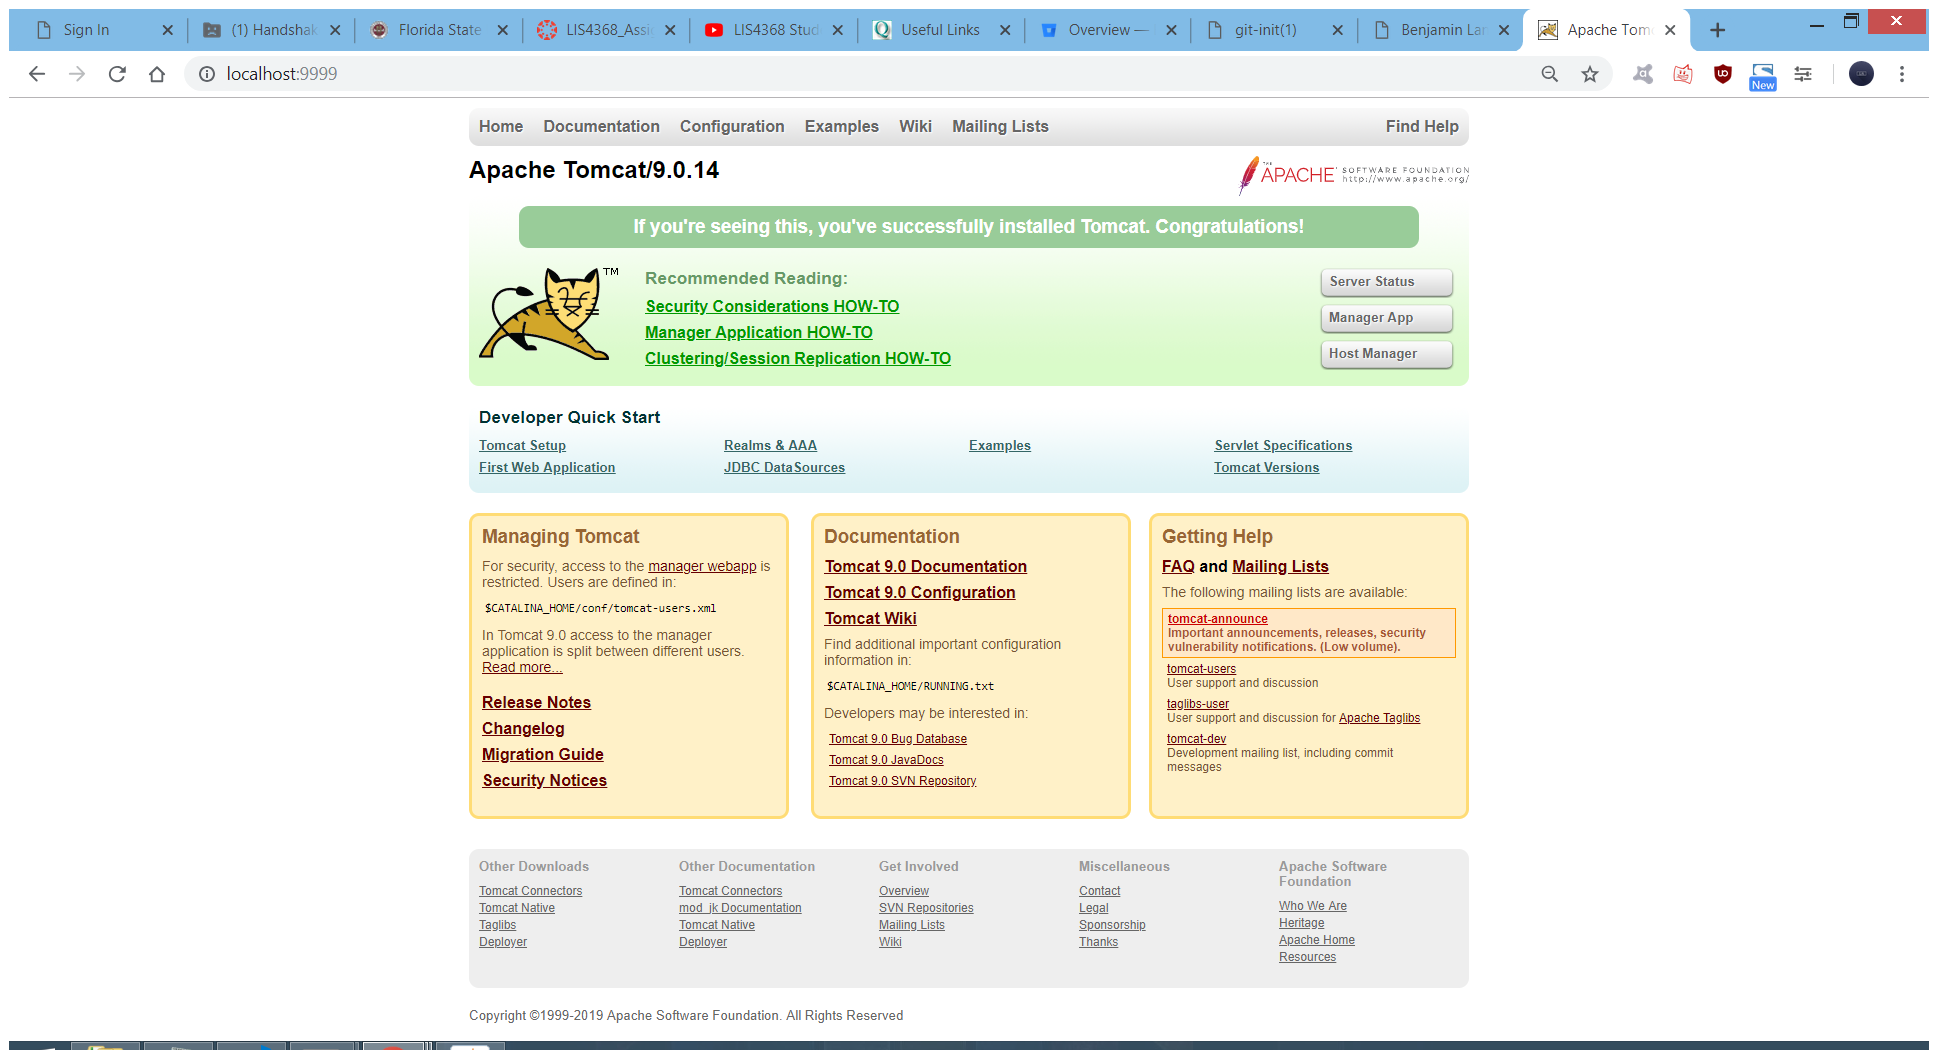 Sign In
(1) Handshak
Florida State
LIS4368_Assi
LIS4368 Stud
Useful Links
Overview —
git-init(1)
Benjamin Lan
Apache Tom
localhost:9999
New
Home Documentation Configuration Examples Wiki Mailing Lists Find Help
Apache Tomcat/9.0.14
THE APACHE SOFTWARE FOUNDATION
http://www.apache.org/
If you're seeing this, you've successfully installed Tomcat. Congratulations!
TM
Recommended Reading:
Security Considerations HOW-TO
Manager Application HOW-TO
Clustering/Session Replication HOW-TO
Server Status
Manager App
Host Manager
Developer Quick Start
Tomcat Setup
First Web Application
Realms & AAA
JDBC DataSources
Examples
Servlet Specifications
Tomcat Versions
Managing Tomcat
For security, access to the manager webapp is
restricted. Users are defined in:
$CATALINA_HOME/conf/tomcat-users.xml
In Tomcat 9.0 access to the manager
application is split between different users.
Read more...
Release Notes
Changelog
Migration Guide
Security Notices
Documentation
Tomcat 9.0 Documentation
Tomcat 9.0 Configuration
Tomcat Wiki
Find additional important configuration
information in:
$CATALINA_HOME/RUNNING.txt
Developers may be interested in:
Tomcat 9.0 Bug Database
Tomcat 9.0 JavaDocs
Tomcat 9.0 SVN Repository
Getting Help
FAQ and Mailing Lists
The following mailing lists are available:
tomcat-announce
Important announcements, releases, security
vulnerability notifications. (Low volume).
tomcat-users
User support and discussion
taglibs-user
User support and discussion for Apache Taglibs
tomcat-dev
Development mailing list, including commit
messages
Other Downloads
Tomcat Connectors
Tomcat Native
Taglibs
Deployer
Other Documentation
Tomcat Connectors
mod_jk Documentation
Tomcat Native
Deployer
Get Involved
Overview
SVN Repositories
Mailing Lists
Wiki
Miscellaneous
Contact
Legal
Sponsorship
Thanks
Apache Software
Foundation
Who We Are
Heritage
Apache Home
Resources
Copyright ©1999-2019 Apache Software Foundation. All Rights Reserved